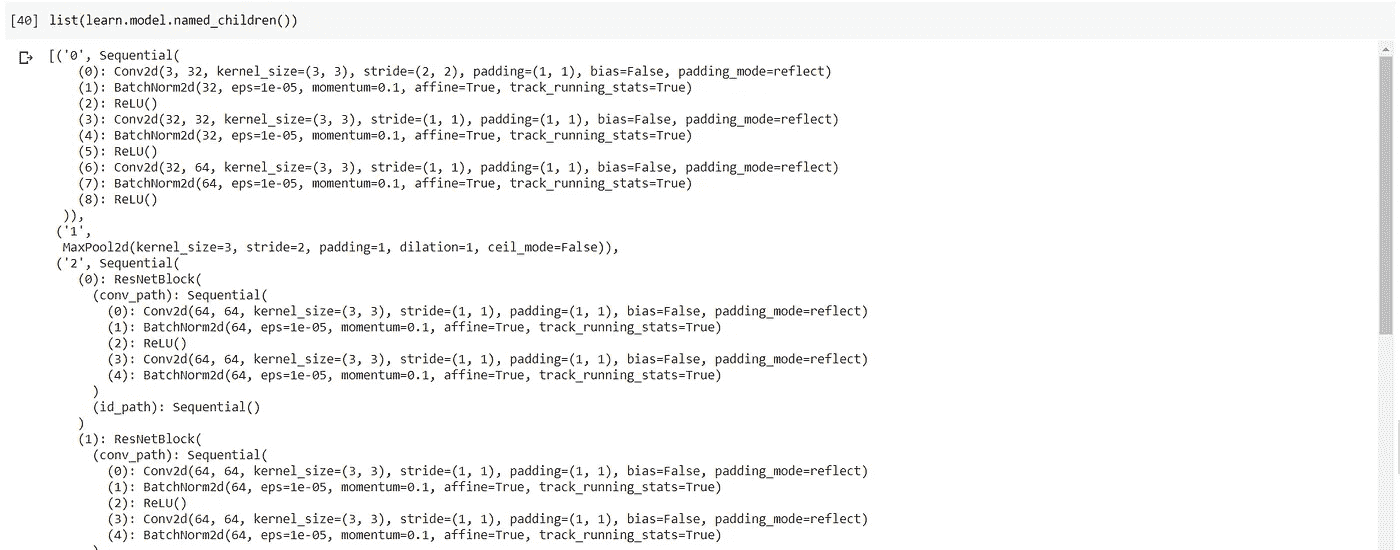 [40] list(learn.model.named_children())
[('0', Sequential(
(0): Conv2d(3, 32, kernel_size=(3, 3), stride=(2, 2), padding=(1, 1), bias=False, padding_mode=reflect)
(1): BatchNorm2d(32, eps=1e-05, momentum=0.1, affine=True, track_running_stats=True)
(2): ReLU()
(3): Conv2d(32, 32, kernel_size=(3, 3), stride=(1, 1), padding=(1, 1), bias=False, padding_mode=reflect)
(4): BatchNorm2d(32, eps=1e-05, momentum=0.1, affine=True, track_running_stats=True)
(5): ReLU()
(6): Conv2d(32, 64, kernel_size=(3, 3), stride=(1, 1), padding=(1, 1), bias=False, padding_mode=reflect)
(7): BatchNorm2d(64, eps=1e-05, momentum=0.1, affine=True, track_running_stats=True)
(8): ReLU()
)),
('1',
MaxPool2d(kernel_size=3, stride=2, padding=1, dilation=1, ceil_mode=False)),
('2', Sequential(
(0): ResNetBlock(
(conv_path): Sequential(
(0): Conv2d(64, 64, kernel_size=(3, 3), stride=(1, 1), padding=(1, 1), bias=False, padding_mode=reflect)
(1): BatchNorm2d(64, eps=1e-05, momentum=0.1, affine=True, track_running_stats=True)
(2): ReLU()
(3): Conv2d(64, 64, kernel_size=(3, 3), stride=(1, 1), padding=(1, 1), bias=False, padding_mode=reflect)
(4): BatchNorm2d(64, eps=1e-05, momentum=0.1, affine=True, track_running_stats=True)
)
(id_path): Sequential()
)
(1): ResNetBlock(
(conv_path): Sequential(
(0): Conv2d(64, 64, kernel_size=(3, 3), stride=(1, 1), padding=(1, 1), bias=False, padding_mode=reflect)
(1): BatchNorm2d(64, eps=1e-05, momentum=0.1, affine=True, track_running_stats=True)
(2): ReLU()
(3): Conv2d(64, 64, kernel_size=(3, 3), stride=(1, 1), padding=(1, 1), bias=False, padding_mode=reflect)
(4): BatchNorm2d(64, eps=1e-05, momentum=0.1, affine=True, track_running_stats=True)
)